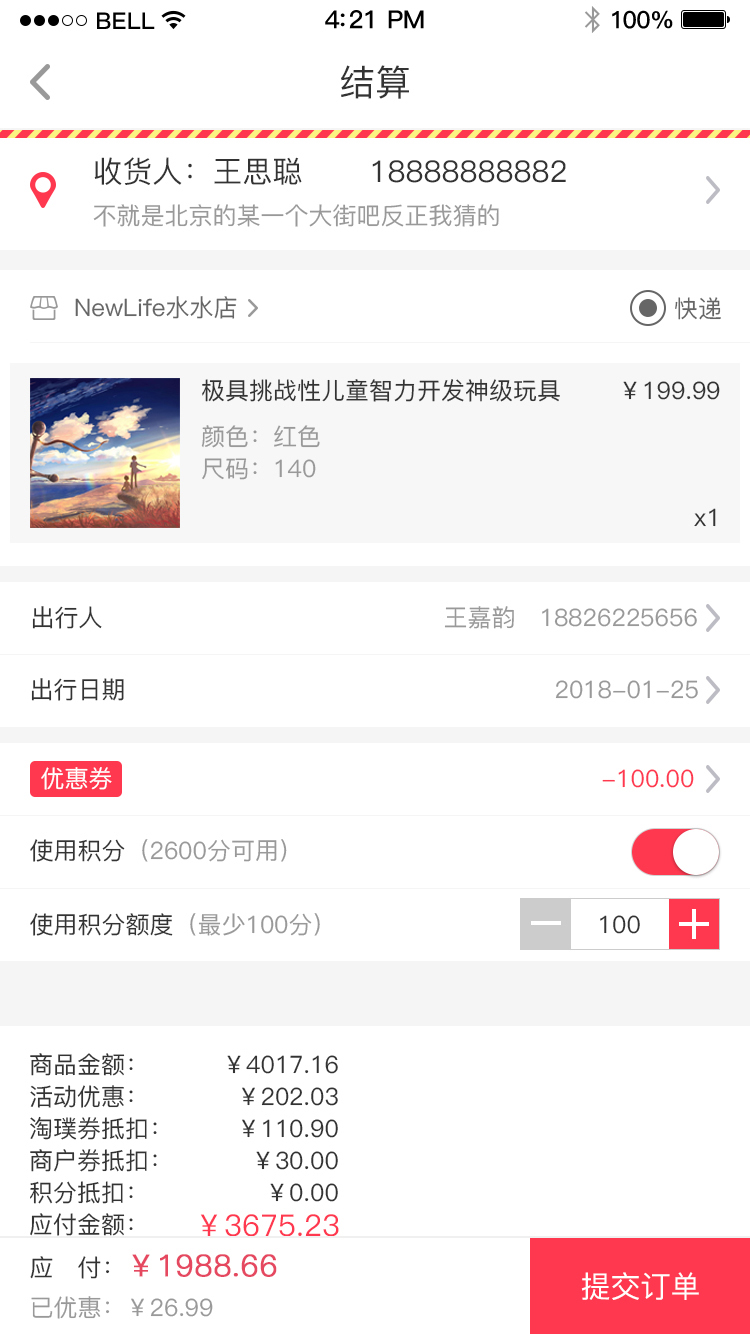 BELL 4:21 PM 100%
结算
收货人：王思聪 18888888882
不就是北京的某一个大街吧反正我猜的
NewLife水水店 快递
极具挑战性儿童智力开发神级玩具 ¥199.99
颜色：红色
尺码：140
x1
出行人 王嘉韵 18826225656
出行日期 2018-01-25
优惠券 -100.00
使用积分（2600分可用）
使用积分额度（最少100分） 100
商品金额： ¥4017.16
活动优惠： ¥202.03
淘璞券抵扣： ¥110.90
商户券抵扣： ¥30.00
积分抵扣： ¥0.00
应付金额： ¥3675.23
应 付： ¥1988.66
已优惠： ¥26.99
提交订单